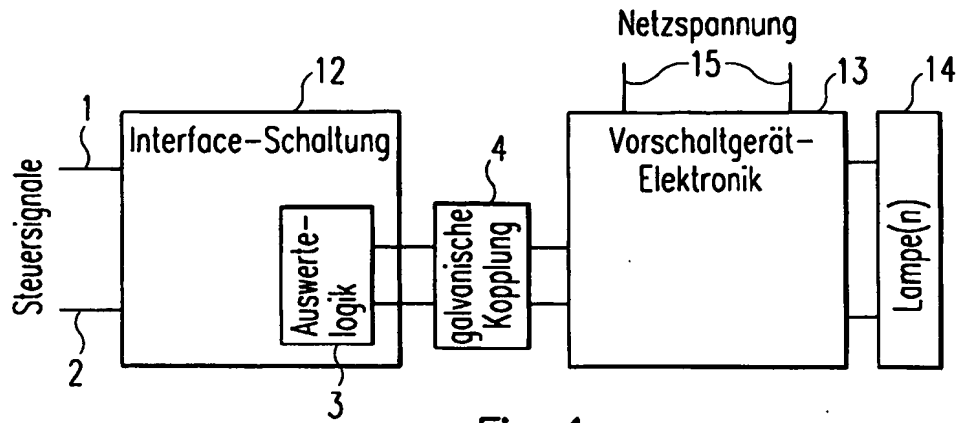 Netzspannung
15
12
13
14
1
Interface-Schaltung
Vorschaltgerät-
Elektronik
4
Steuersignale
Auswerte-
logik
galvanische
Kopplung
Lampe(n)
2
3